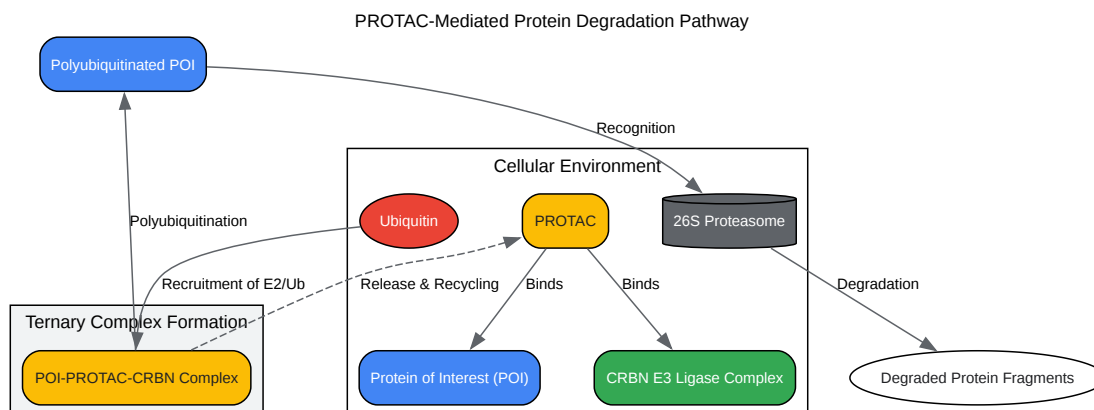 PROTAC-Mediated Protein Degradation Pathway
Polyubiquitinated POI
Recognition
Cellular Environment
Ubiquitin
PROTAC
26S Proteasome
Polyubiquitination
Recruitment of E2/Ub
Release & Recycling
Binds
Binds
Degradation
Ternary Complex Formation
POI-PROTAC-CRBN Complex
Protein of Interest (POI)
CRBN E3 Ligase Complex
Degraded Protein Fragments